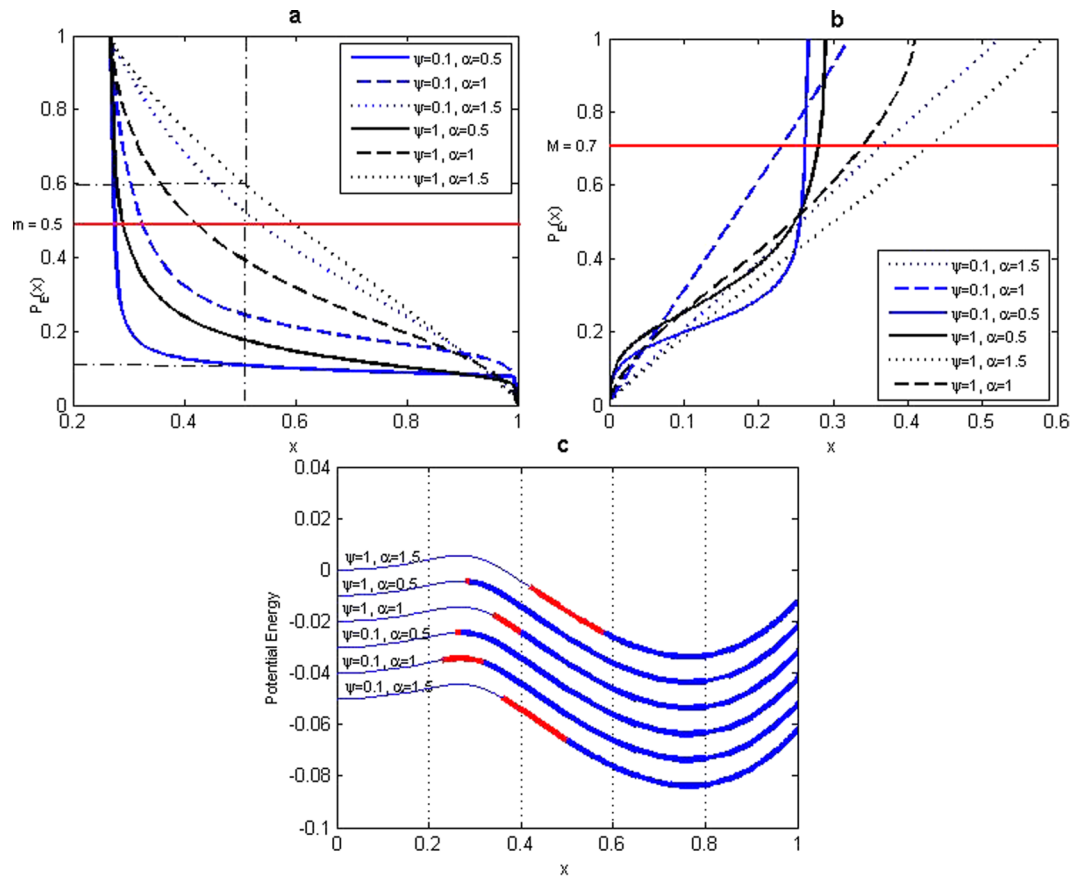 a
1
0.8
0.6
m = 0.5
0.4
0.2
0
P_E(x)
0.2
0.4
0.6
0.8
1
x
ψ=0.1, α=0.5
ψ=0.1, α=1
ψ=0.1, α=1.5
ψ=1, α=0.5
ψ=1, α=1
ψ=1, α=1.5
b
1
0.8
M = 0.7
0.6
0.4
0.2
0
P_E(x)
0
0.1
0.2
0.3
0.4
0.5
0.6
x
ψ=0.1, α=1.5
ψ=0.1, α=1
ψ=0.1, α=0.5
ψ=1, α=0.5
ψ=1, α=1.5
ψ=1, α=1
c
0.04
0.02
0
-0.02
-0.04
-0.06
-0.08
-0.1
Potential Energy
ψ=1, α=1.5
ψ=1, α=0.5
ψ=1, α=1
ψ=0.1, α=0.5
ψ=0.1, α=1
ψ=0.1, α=1.5
0
0.2
0.4
0.6
0.8
1
x